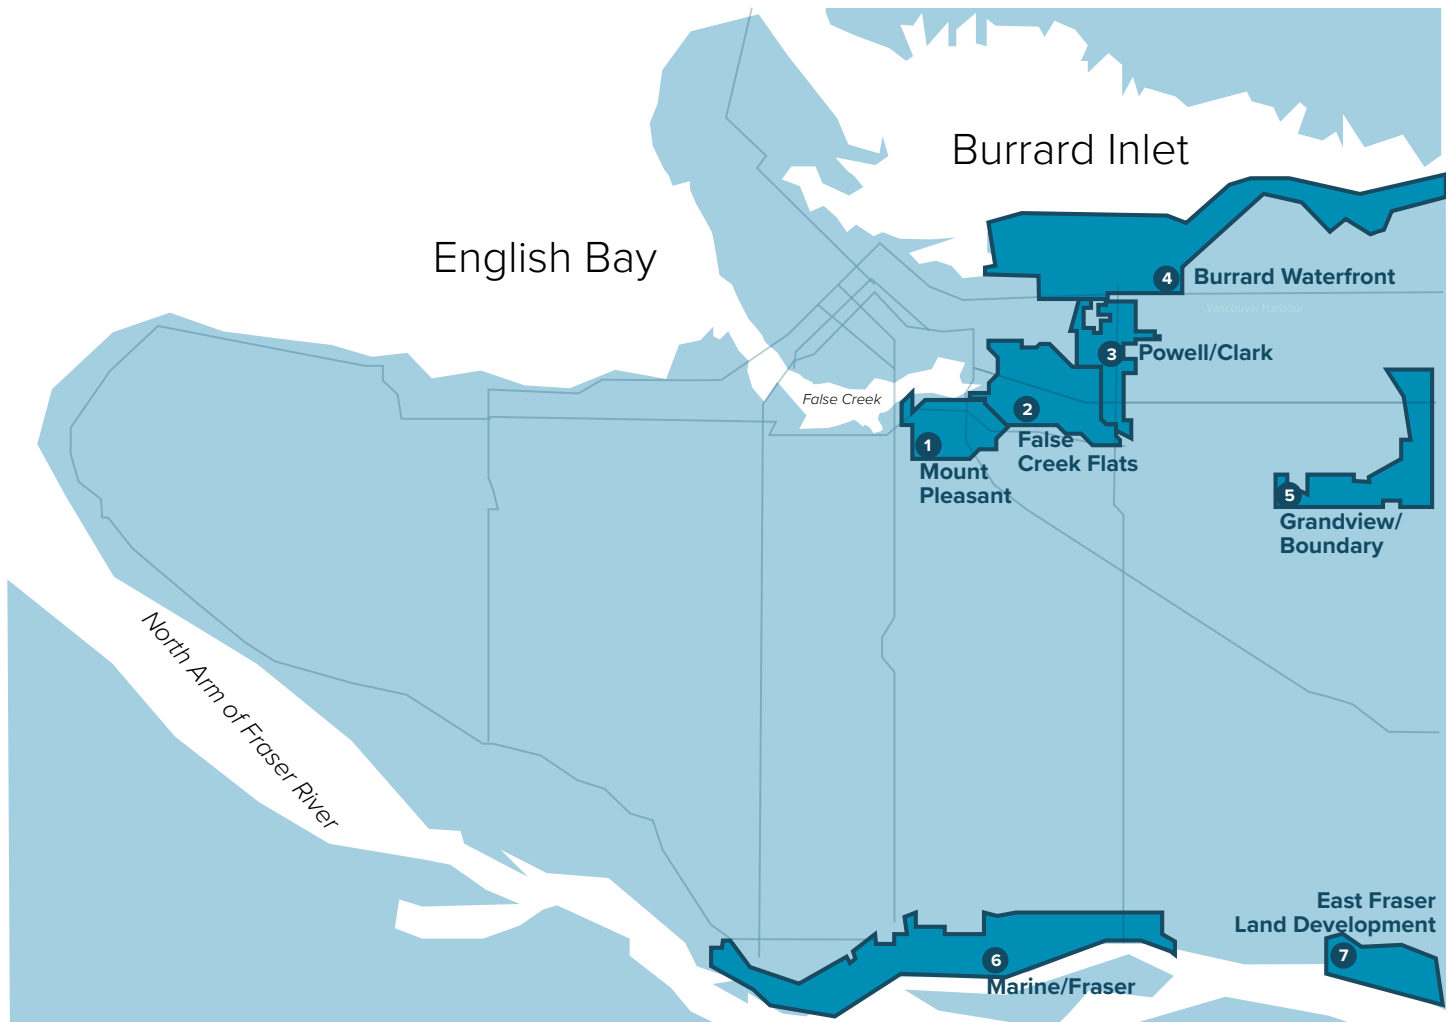 Burrard Inlet
English Bay
4 Burrard Waterfront
Vancouver Harbour
3 Powell/Clark
False Creek
2
False
Creek Flats
1
Mount
Pleasant
5
Grandview/
Boundary
North Arm of Fraser River
East Fraser
Land Development
7
6
Marine/Fraser